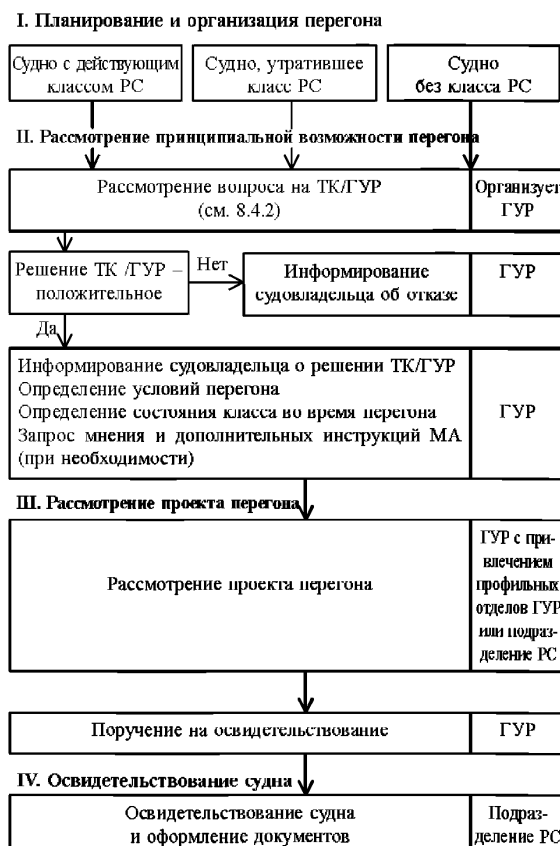 I. Планирование и организация перегона
Судно с действующим
классом РС
Судно, утратившее
класс РС
Судно
без класса РС
II. Рассмотрение принципиальной возможности перегона
Рассмотрение вопроса на ТК/ГУР
(см. 8.4.2)
Организует
ГУР
Решение ТК /ГУР –
положительное
Нет
Информирование
судовладельца об отказе
ГУР
Да
Информирование судовладельца о решении ТК/ГУР
Определение условий перегона
Определение состояния класса во время перегона
Запрос мнения и дополнительных инструкций МА
(при необходимости)
ГУР
III. Рассмотрение проекта перегона
Рассмотрение проекта перегона
ГУР с при-
влечением
профильных
отделов ГУР
или подраз-
деление РС
Поручение на освидетельствование
ГУР
IV. Освидетельствование судна
Освидетельствование судна
и оформление документов
Подраз-
деление РС